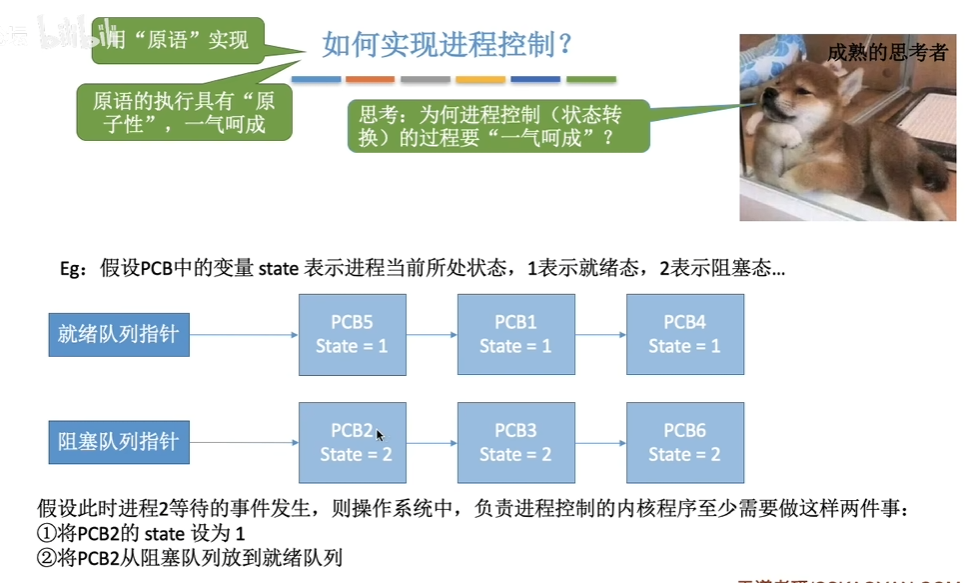 bilibili
用“原语”实现
如何实现进程控制？
原语的执行具有“原
子性”，一气呵成
思考：为何进程控制（状态转
换）的过程要“一气呵成”？
成熟的思考者
Eg：假设PCB中的变量 state 表示进程当前所处状态，1表示就绪态，2表示阻塞态...
就绪队列指针
PCB5
State = 1
PCB1
State = 1
PCB4
State = 1
阻塞队列指针
PCB2
State = 2
PCB3
State = 2
PCB6
State = 2
假设此时进程2等待的事件发生，则操作系统中，负责进程控制的内核程序至少需要做这样两件事：
①将PCB2的 state 设为 1
②将PCB2从阻塞队列放到就绪队列